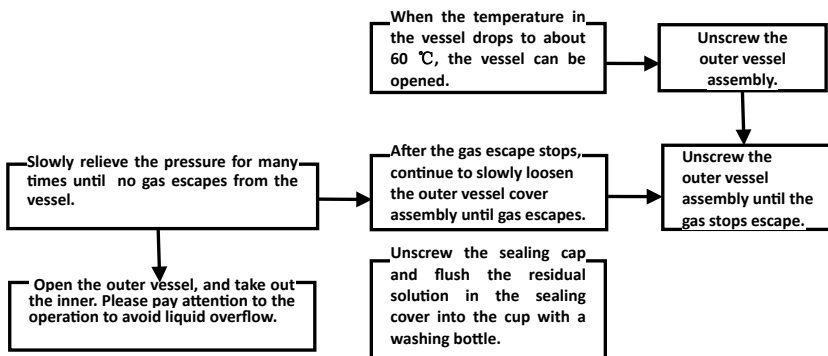 When the temperature in
the vessel drops to about
60 ℃, the vessel can be
opened.
Unscrew the
outer vessel
assembly.
Slowly relieve the pressure for many
times until no gas escapes from the
vessel.
After the gas escape stops,
continue to slowly loosen
the outer vessel cover
assembly until gas escapes.
Unscrew the
outer vessel
assembly until the
gas stops escape.
Open the outer vessel, and take out
the inner. Please pay attention to the
operation to avoid liquid overflow.
Unscrew the sealing cap
and flush the residual
solution in the sealing
cover into the cup with a
washing bottle.